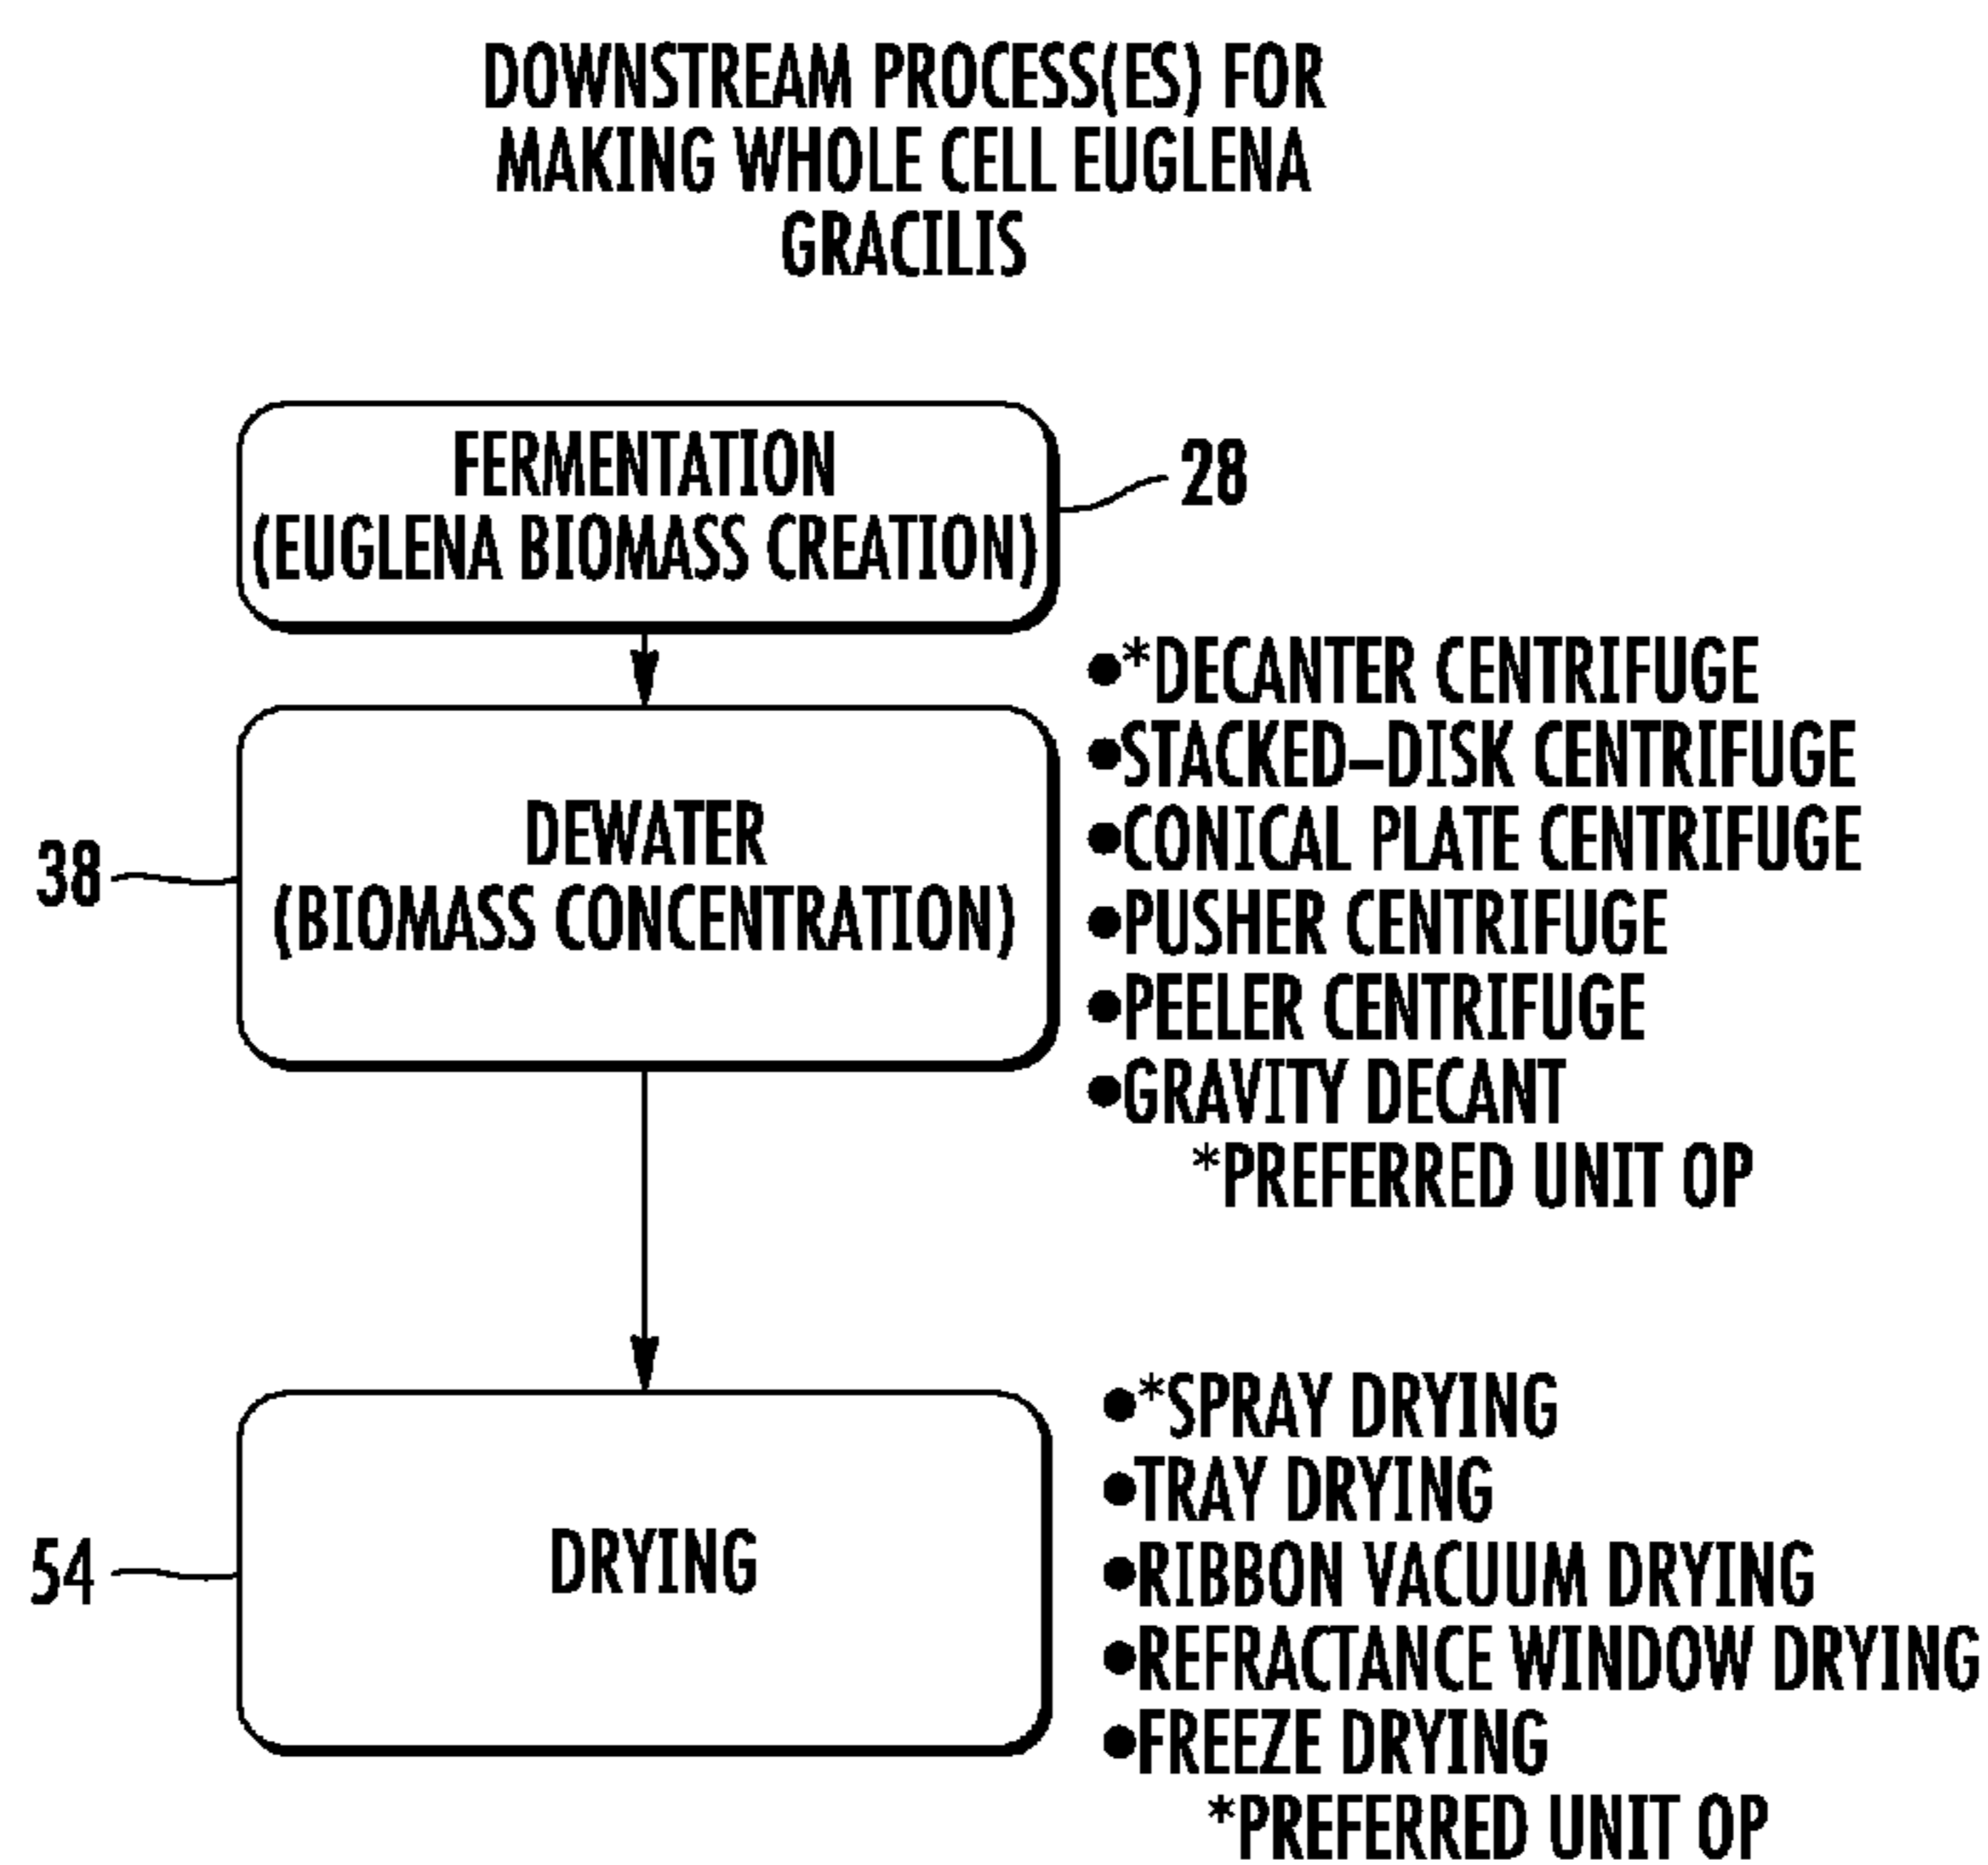 DOWNSTREAM PROCESS(ES) FOR
MAKING WHOLE CELL EUGLENA
GRACILIS
FERMENTATION
(EUGLENA BIOMASS CREATION)
28
DEWATER
(BIOMASS CONCENTRATION)
38
●*DECANTER CENTRIFUGE
●STACKED–DISK CENTRIFUGE
●CONICAL PLATE CENTRIFUGE
●PUSHER CENTRIFUGE
●PEELER CENTRIFUGE
●GRAVITY DECANT
*PREFERRED UNIT OP
DRYING
54
●*SPRAY DRYING
●TRAY DRYING
●RIBBON VACUUM DRYING
●REFRACTANCE WINDOW DRYING
●FREEZE DRYING
*PREFERRED UNIT OP